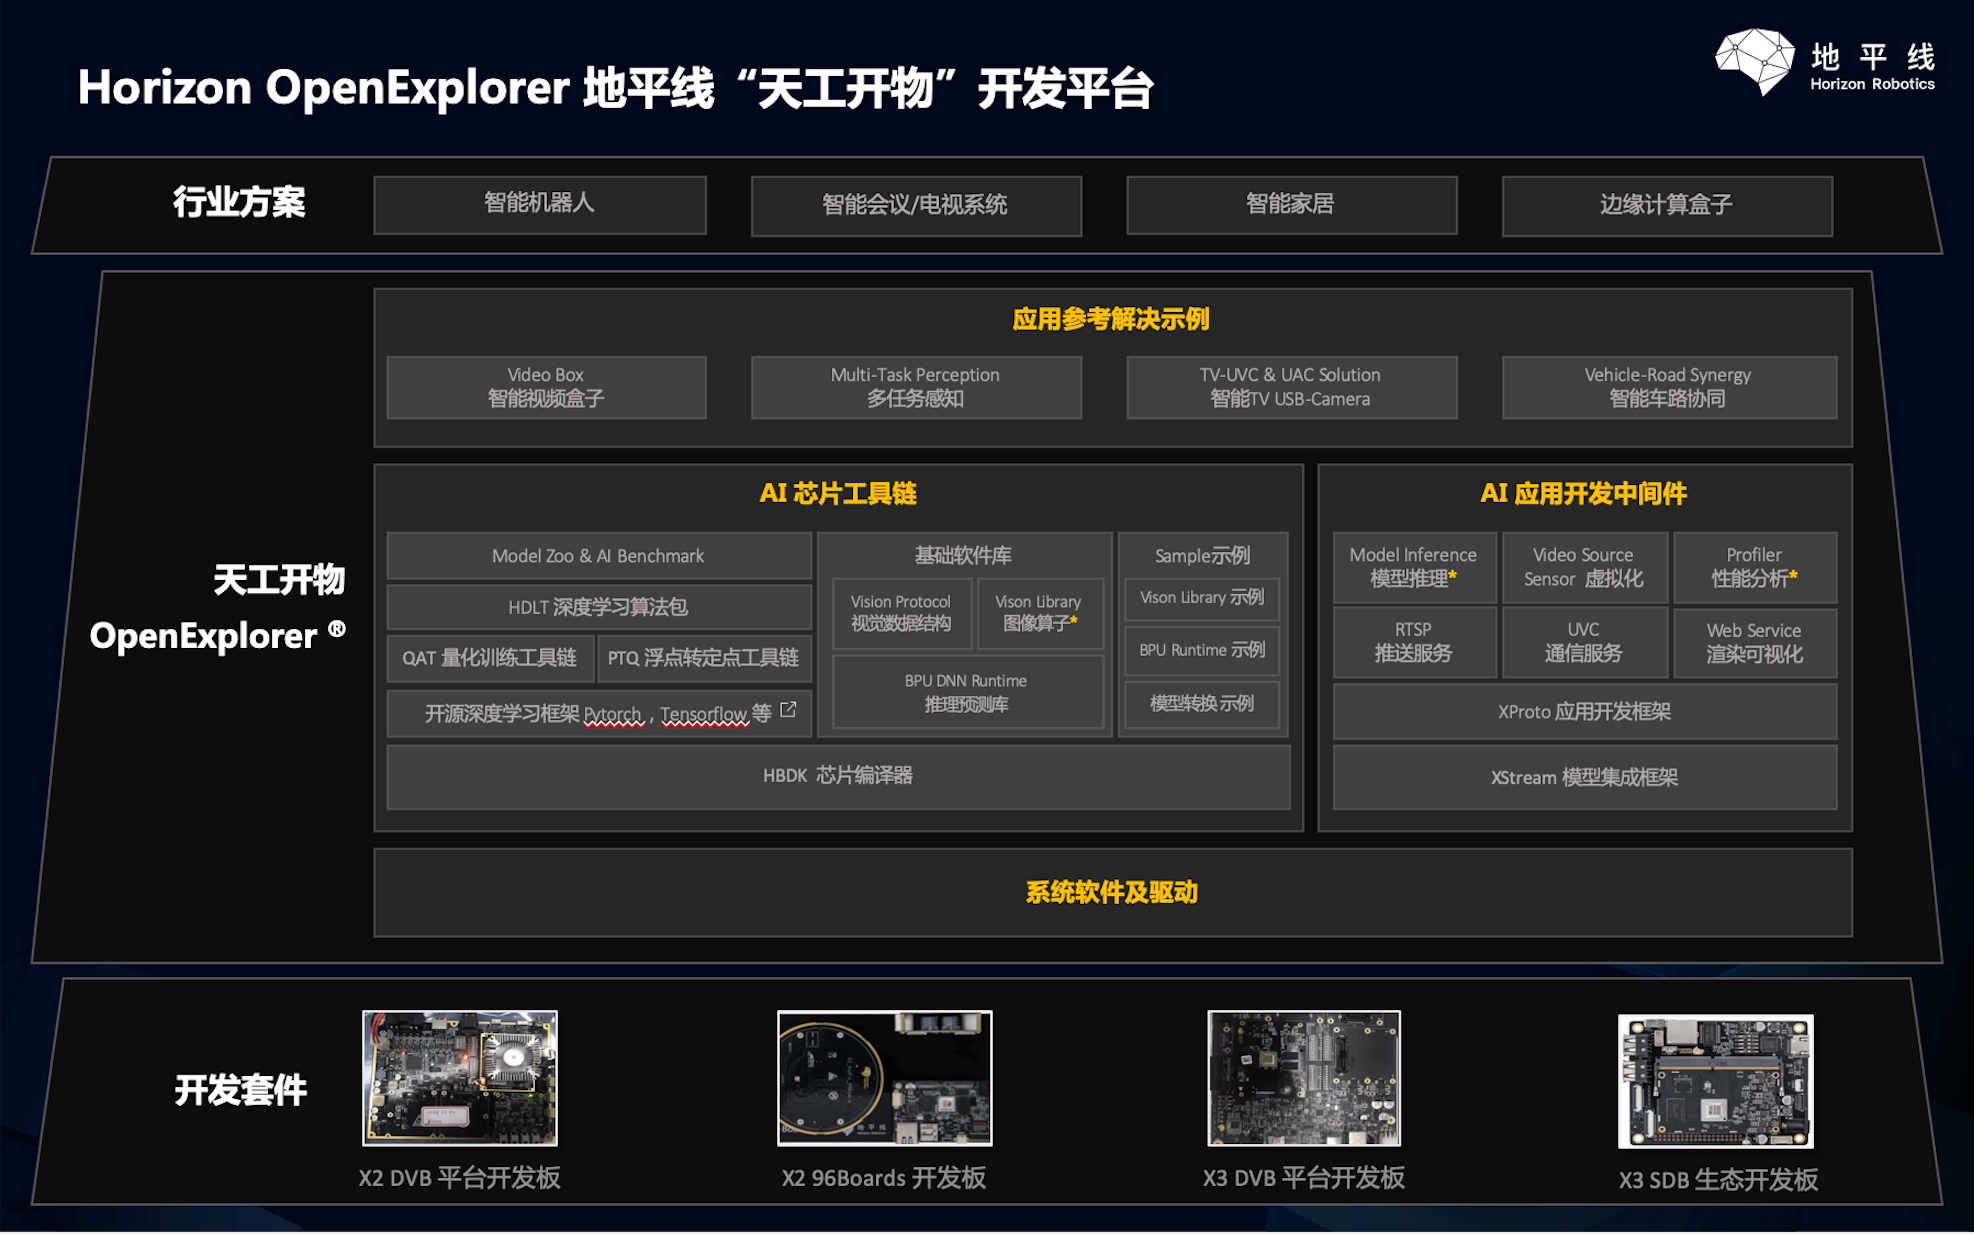 Horizon OpenExplorer 地平线 “天工开物” 开发平台
地 平 线
Horizon Robotics
行业方案
智能机器人
智能会议/电视系统
智能家居
边缘计算盒子
天工开物
OpenExplorer ®
应用参考解决示例
Video Box
智能视频盒子
Multi-Task Perception
多任务感知
TV-UVC & UAC Solution
智能TV USB-Camera
Vehicle-Road Synergy
智能车路协同
AI 芯片工具链
Model Zoo & AI Benchmark
HDLT 深度学习算法包
QAT 量化训练工具链
PTQ 浮点转定点工具链
开源深度学习框架 Pytorch，Tensorflow 等
基础软件库
Vision Protocol
视觉数据结构
Vison Library
图像算子*
BPU DNN Runtime
推理预测库
Sample示例
Vison Library 示例
BPU Runtime 示例
模型转换 示例
HBDK 芯片编译器
AI 应用开发中间件
Model Inference
模型推理*
Video Source
Sensor 虚拟化
Profiler
性能分析*
RTSP
推送服务
UVC
通信服务
Web Service
渲染可视化
XProto 应用开发框架
XStream 模型集成框架
系统软件及驱动
开发套件
地 平 线
X2 DVB 平台开发板
X2 96Boards 开发板
X3 DVB 平台开发板
X3 SDB 生态开发板